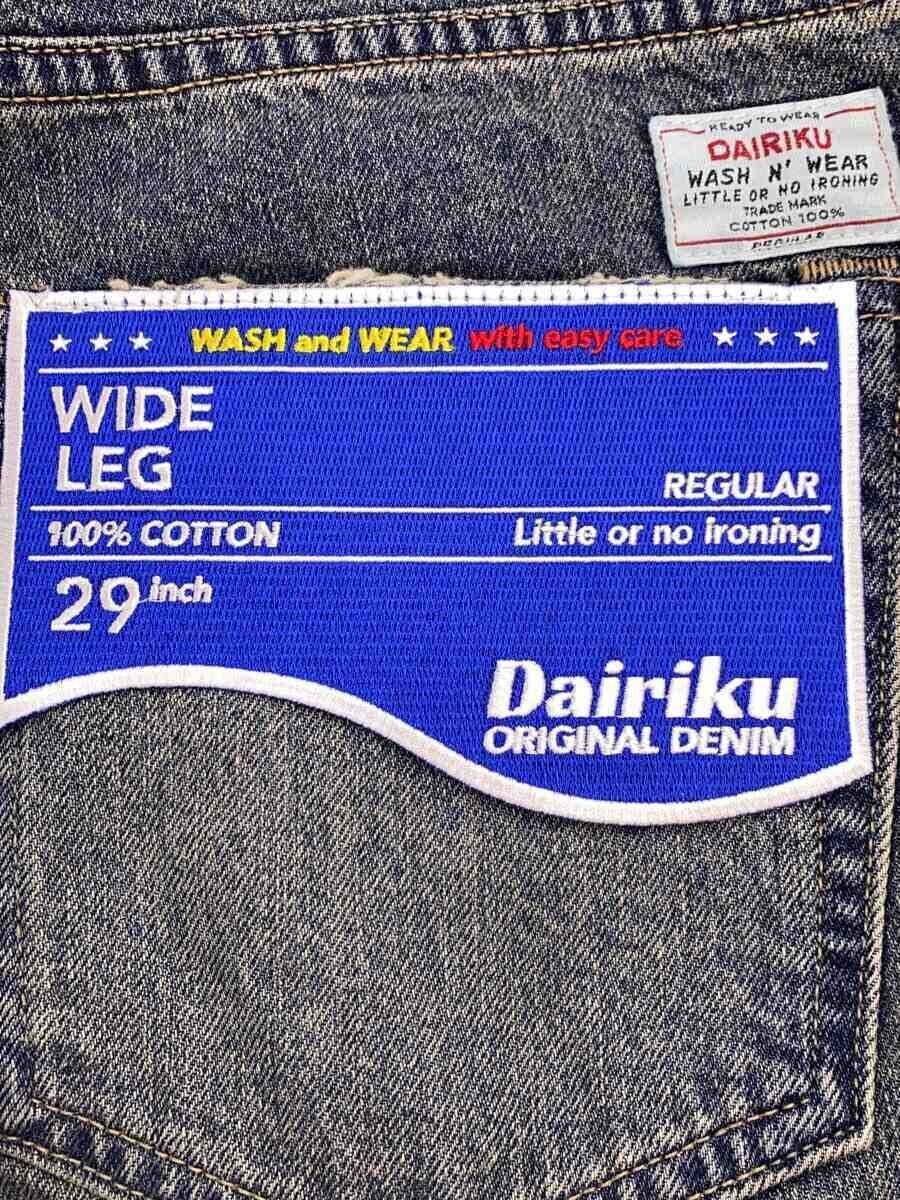 READY TO WEAR
DAIRIKU
WASH N' WEAR
LITTLE OR NO IRONING
TRADE MARK
COTTON 100%
REGULAR
WASH and WEAR with easy care
WIDE
LEG
REGULAR
100% COTTON Little or no ironing
29 inch
Dairiku
ORIGINAL DENIM